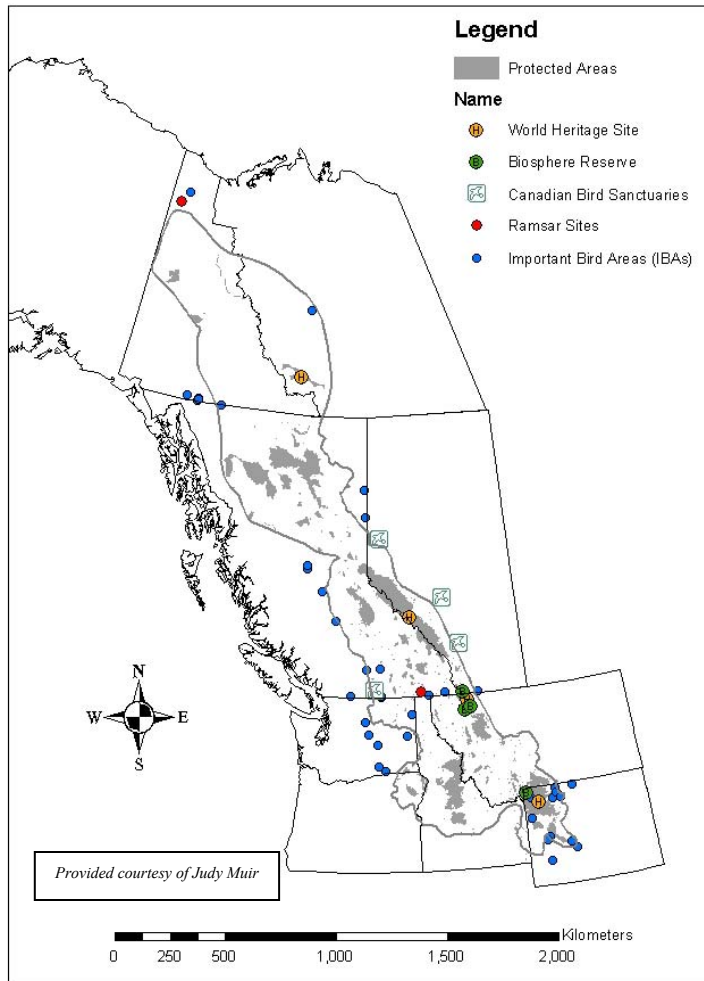 Legend
Protected Areas
Name
H World Heritage Site
B Biosphere Reserve
Canadian Bird Sanctuaries
Ramsar Sites
Important Bird Areas (IBAs)
H
H
B
B
B
H
N
W E
S
Provided courtesy of Judy Muir
Kilometers
0 250 500 1,000 1,500 2,000